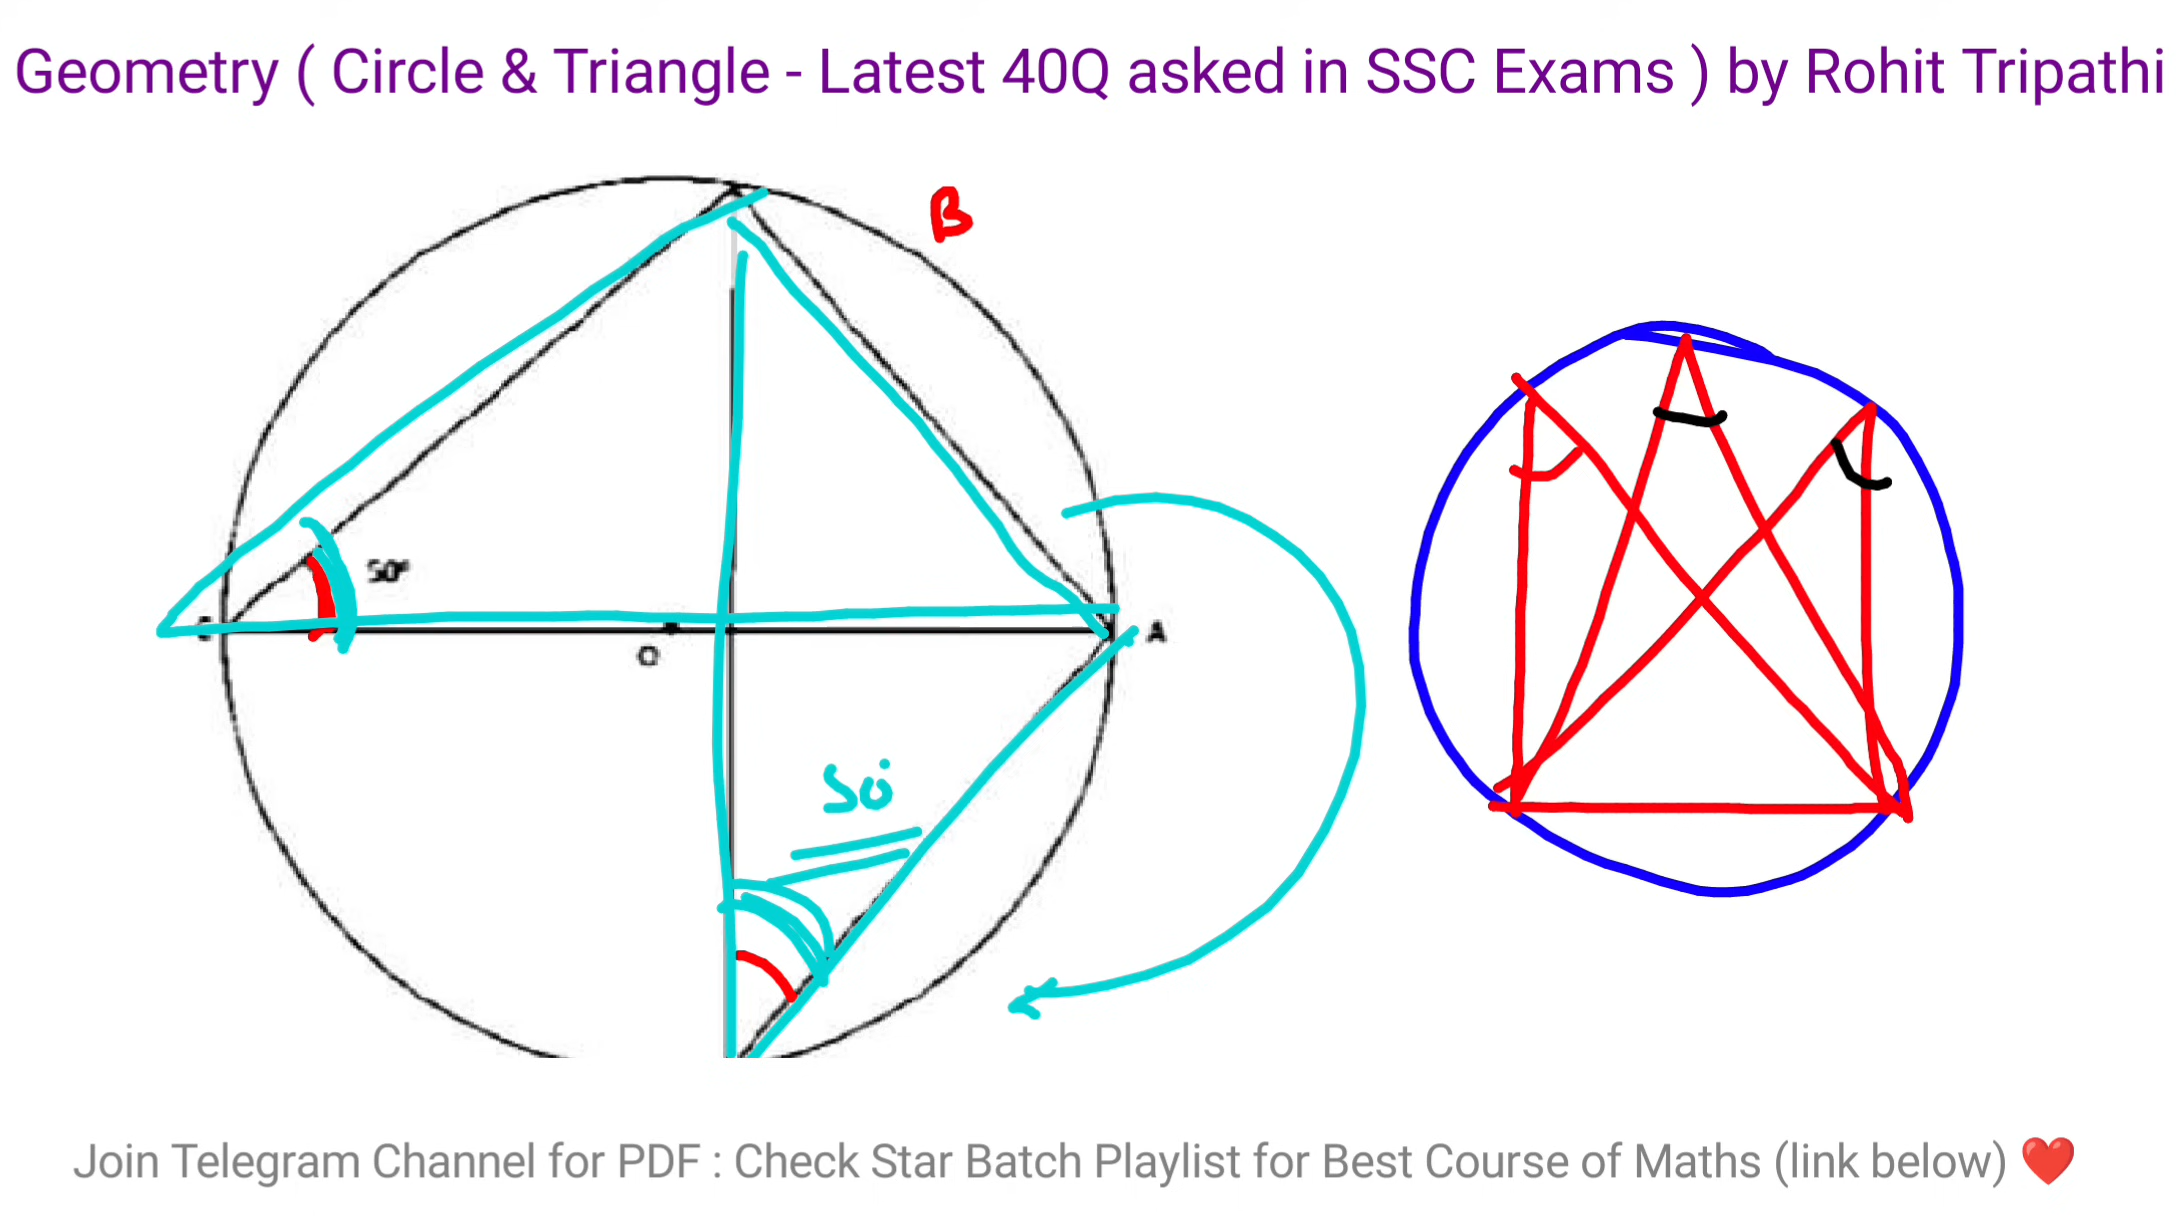 Geometry ( Circle & Triangle - Latest 40Q asked in SSC Exams ) by Rohit Tripathi
B
50°
C
A
O
50°
Join Telegram Channel for PDF : Check Star Batch Playlist for Best Course of Maths (link below) ❤️